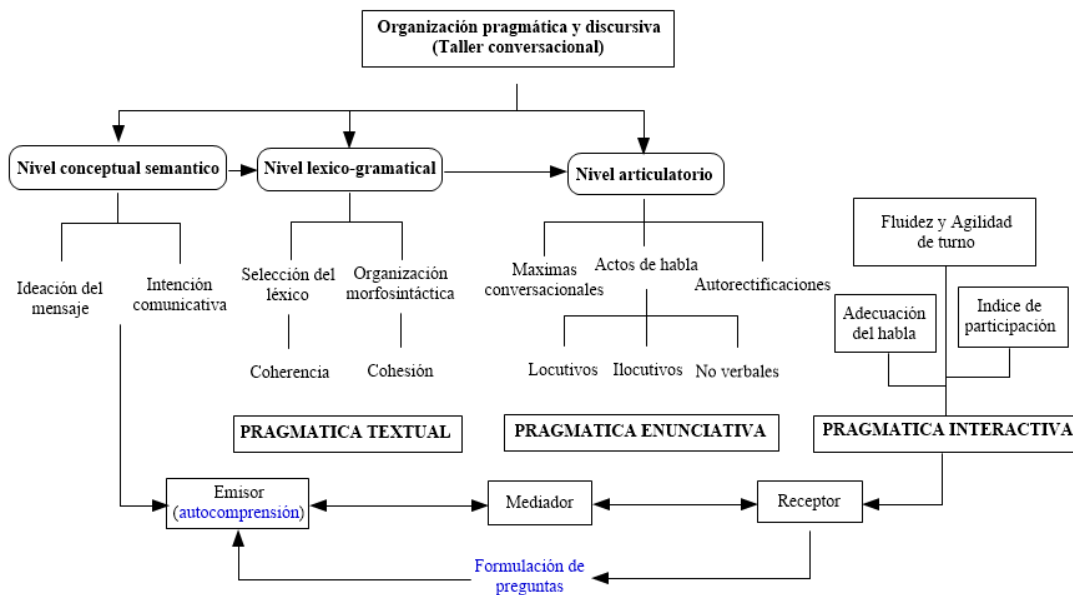 Organización pragmática y discursiva
(Taller conversacional)
Nivel conceptual semantico
Nivel lexico-gramatical
Nivel articulatorio
Fluidez y Agilidad
de turno
Ideación del
mensaje
Intención
comunicativa
Selección del
léxico
Organización
morfosintáctica
Maximas
conversacionales
Actos de habla
Autorectificaciones
Adecuación
del habla
Indice de
participación
Coherencia
Cohesión
Locutivos
Ilocutivos
No verbales
PRAGMATICA TEXTUAL
PRAGMATICA ENUNCIATIVA
PRAGMATICA INTERACTIVA
Emisor
(autocomprensión)
Mediador
Receptor
Formulación de
preguntas